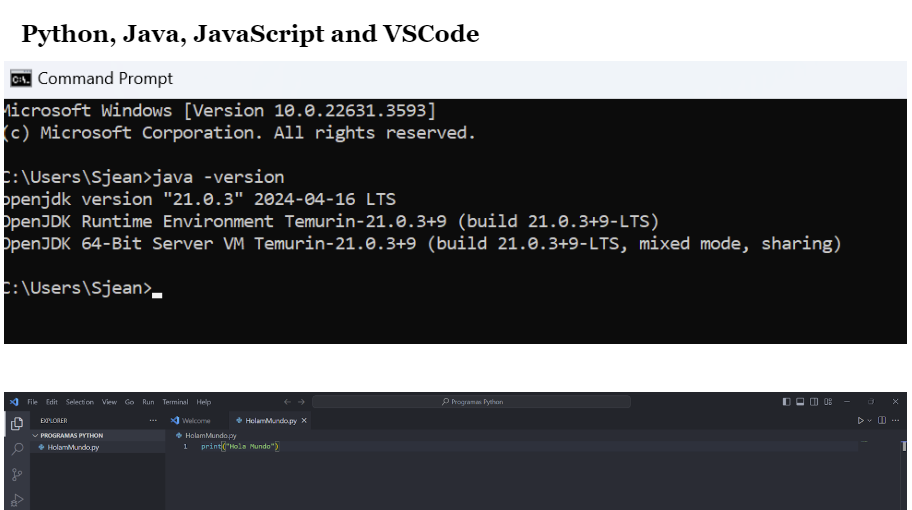 Python, Java, JavaScript and VSCode
Command Prompt
Microsoft Windows [Version 10.0.22631.3593]
(c) Microsoft Corporation. All rights reserved.
C:\Users\Sjean>java -version
openjdk version "21.0.3" 2024-04-16 LTS
OpenJDK Runtime Environment Temurin-21.0.3+9 (build 21.0.3+9-LTS)
OpenJDK 64-Bit Server VM Temurin-21.0.3+9 (build 21.0.3+9-LTS, mixed mode, sharing)
C:\Users\Sjean>
File Edit Selection View Go Run Terminal Help Programas Python
EXPLORER ... Welcome HolamMundo.py
PROGRAMAS PYTHON HolamMundo.py
HolamMundo.py 1 print("Hola Mundo")